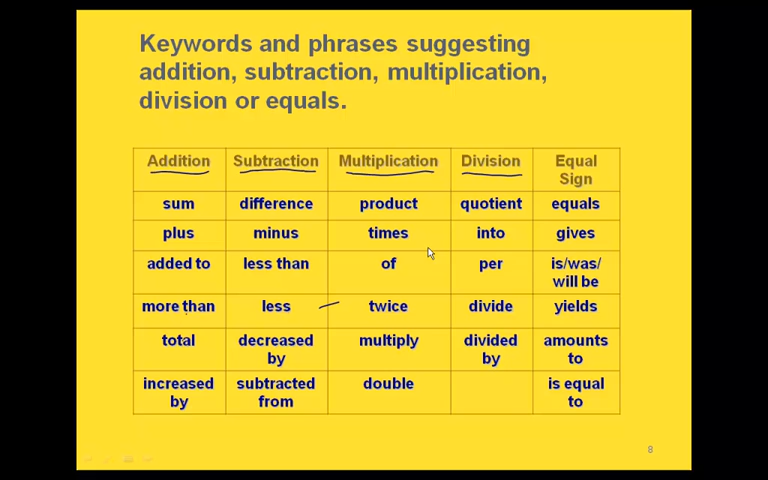 Keywords and phrases suggesting
addition, subtraction, multiplication,
division or equals.
Addition Subtraction Multiplication Division Equal Sign
sum difference product quotient equals
plus minus times into gives
added to less than of per is/was/ will be
more than less twice divide yields
total decreased by multiply divided by amounts to
increased by subtracted from double is equal to
8